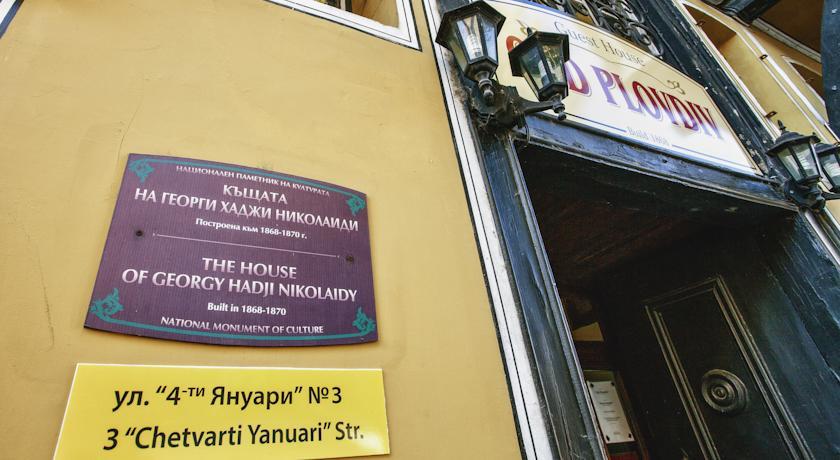 НАЦИОНАЛЕН ПАМЕТНИК НА КУЛТУРАТА
КЪЩАТА
НА ГЕОРГИ ХАДЖИ НИКОЛАИДИ
Построена към 1868-1870 г.
THE HOUSE
OF GEORGY HADJI NIKOLAIDY
Built in 1868-1870
NATIONAL MONUMENT OF CULTURE
ул. “4-ти Януари” №3
3 “Chetvarti Yanuari” Str.
Guest House
PLOVDIV
Build 1868